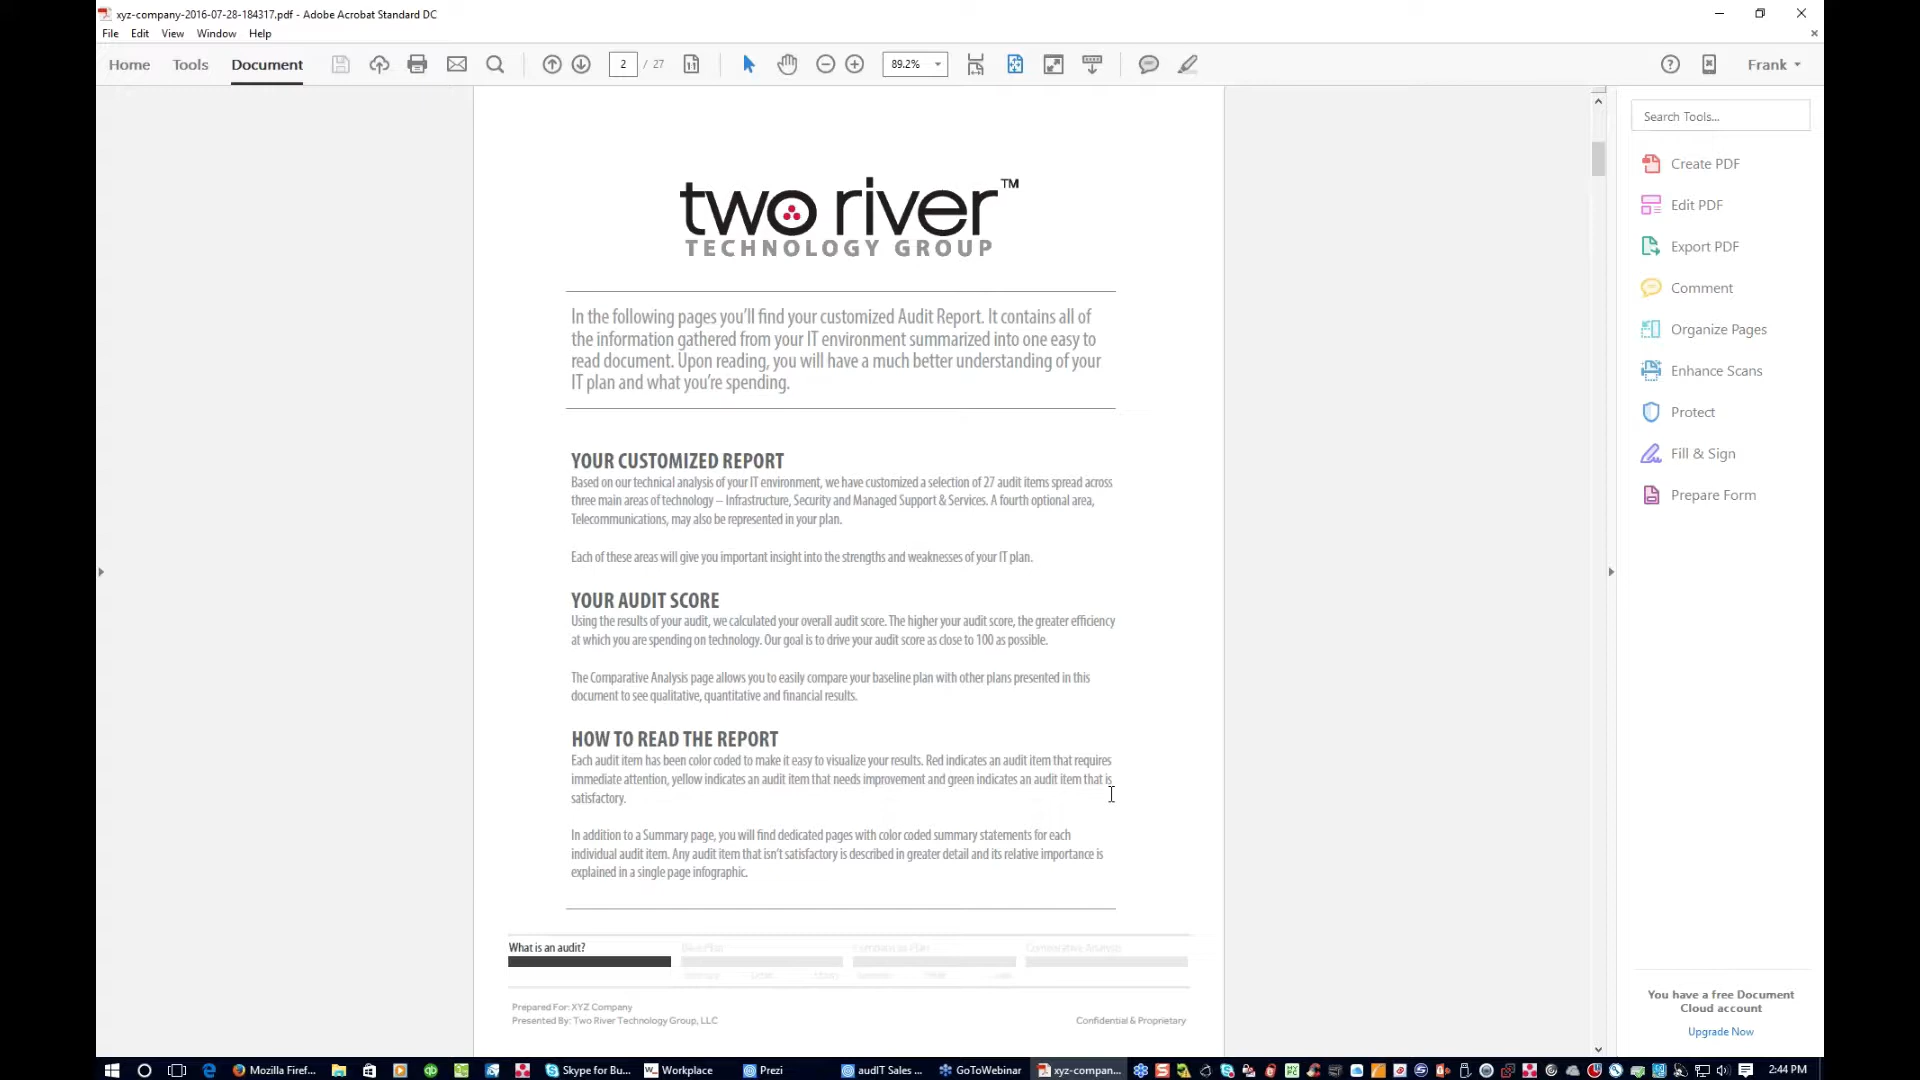 xyz-company-2016-07-28-184317.pdf - Adobe Acrobat Standard DC
File Edit View Window Help
Home Tools Document 2 / 27 89.2% Frank
two river™
TECHNOLOGY GROUP
In the following pages you'll find your customized Audit Report. It contains all of
the information gathered from your IT environment summarized into one easy to
read document. Upon reading, you will have a much better understanding of your
IT plan and what you're spending.
YOUR CUSTOMIZED REPORT
Based on our technical analysis of your IT environment, we have customized a selection of 27 audit items spread across
three main areas of technology – Infrastructure, Security and Managed Support & Services. A fourth optional area,
Telecommunications, may also be represented in your plan.
Each of these areas will give you important insight into the strengths and weaknesses of your IT plan.
YOUR AUDIT SCORE
Using the results of your audit, we calculated your overall audit score. The higher your audit score, the greater efficiency
at which you are spending on technology. Our goal is to drive your audit score as close to 100 as possible.
The Comparative Analysis page allows you to easily compare your baseline plan with other plans presented in this
document to see qualitative, quantitative and financial results.
HOW TO READ THE REPORT
Each audit item has been color coded to make it easy to visualize your results. Red indicates an audit item that requires
immediate attention, yellow indicates an audit item that needs improvement and green indicates an audit item that is
satisfactory.
In addition to a Summary page, you will find dedicated pages with color coded summary statements for each
individual audit item. Any audit item that isn't satisfactory is described in greater detail and its relative importance is
explained in a single page infographic.
What is an audit? Comparative Analysis
Prepared For: XYZ Company
Presented By: Two River Technology Group, LLC Confidential & Proprietary
Search Tools...
Create PDF
Edit PDF
Export PDF
Comment
Organize Pages
Enhance Scans
Protect
Fill & Sign
Prepare Form
You have a free Document
Cloud account
Upgrade Now
Mozilla Firef... Skype for Bu... Workplace Prezi audIT Sales ... GoToWebinar xyz-compan... 2:44 PM